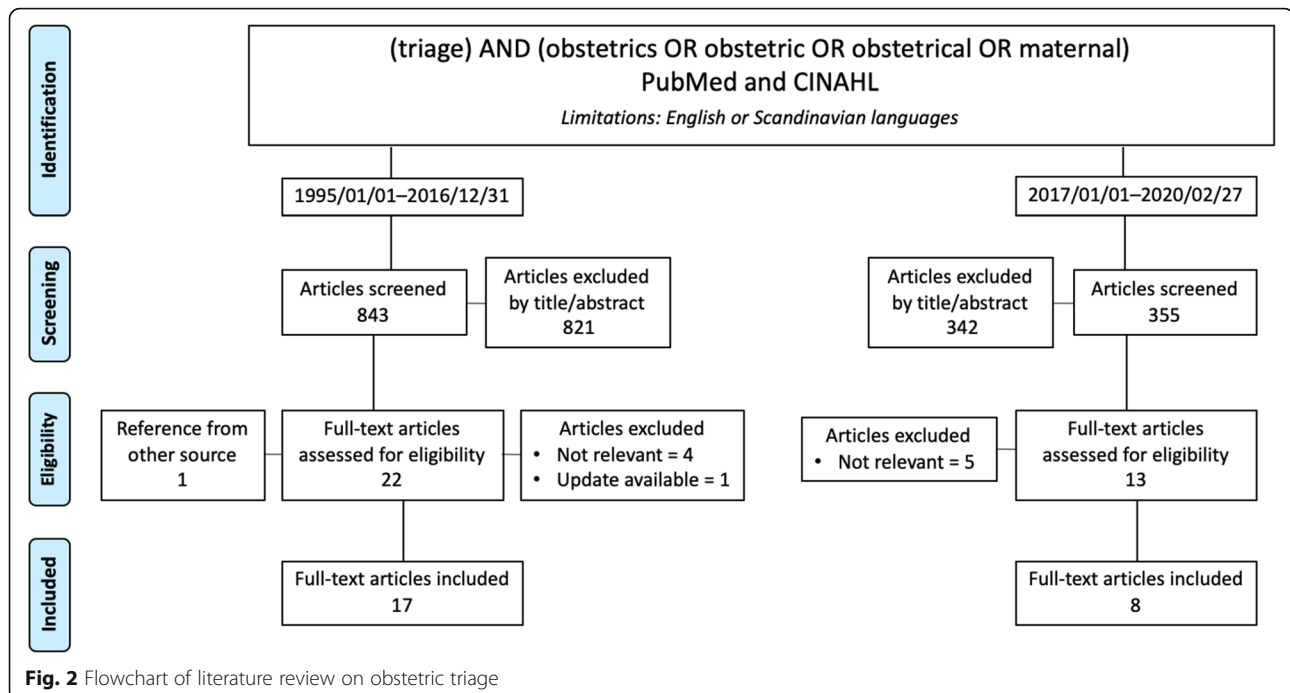 (triage) AND (obstetrics OR obstetric OR obstetrical OR maternal)
PubMed and CINAHL
Limitations: English or Scandinavian languages
Identification
1995/01/01–2016/12/31
2017/01/01–2020/02/27
Screening
Articles screened
843
Articles excluded
by title/abstract
821
Articles excluded
by title/abstract
342
Articles screened
355
Eligibility
Reference from
other source
1
Full-text articles
assessed for eligibility
22
Articles excluded
• Not relevant = 4
• Update available = 1
Articles excluded
• Not relevant = 5
Full-text articles
assessed for eligibility
13
Included
Full-text articles included
17
Full-text articles included
8
Fig. 2 Flowchart of literature review on obstetric triage